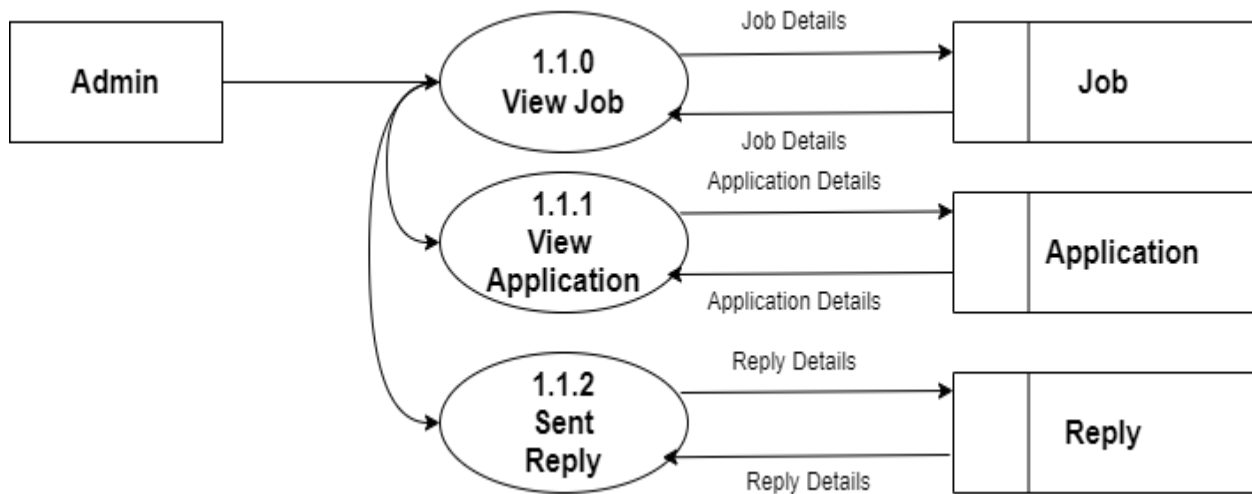 Admin
1.1.0
View Job
Job Details
Job Details
Job
1.1.1
View
Application
Application Details
Application Details
Application
1.1.2
Sent
Reply
Reply Details
Reply Details
Reply